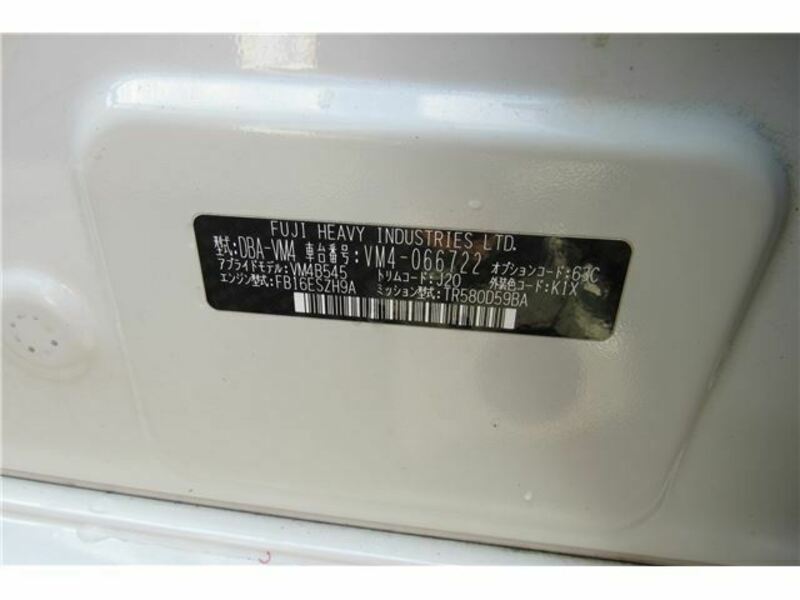 FUJI HEAVY INDUSTRIES LTD.
型式:DBA-VM4 車台番号:VM4-066722 オプションコード:63C
アプライドモデル:VM4B545 トリムコード:J20 外装色コード:K1X
エンジン型式:FB16ESZH9A ミッション型式:TR580D59BA